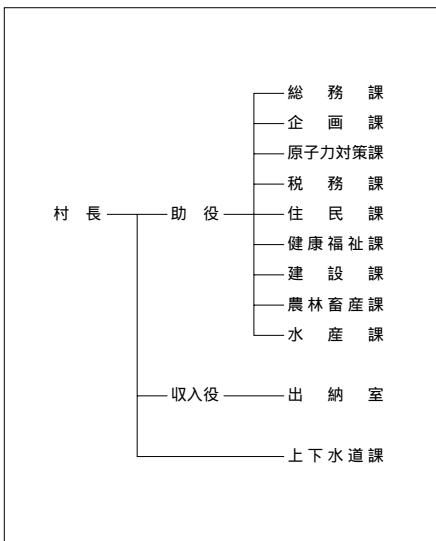 総務課
企画課
原子力対策課
税務課
村長 助役 住民課
健康福祉課
建設課
農林畜産課
水産課
収入役 出納室
上下水道課